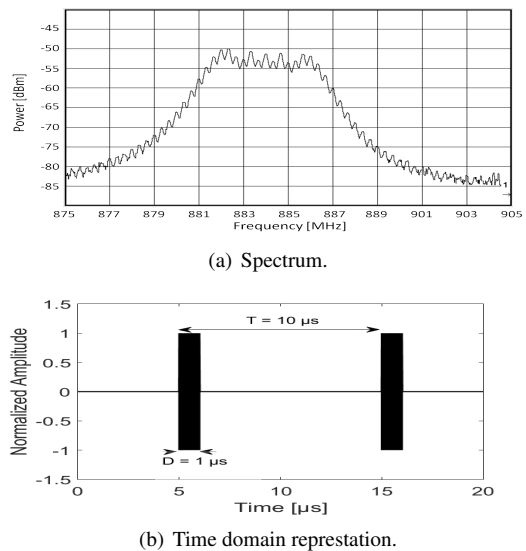 -45
-50
-55
-60
-65
-70
-75
-80
-85
Power [dBm]
1
875 877 879 881 883 885 887 889 901 903 905
Frequency [MHz]
(a) Spectrum.
1.5
1
0.5
0
-0.5
-1
-1.5
Normalized Amplitude
T = 10 µs
D = 1 µs
0 5 10 15 20
Time [µs]
(b) Time domain represtation.